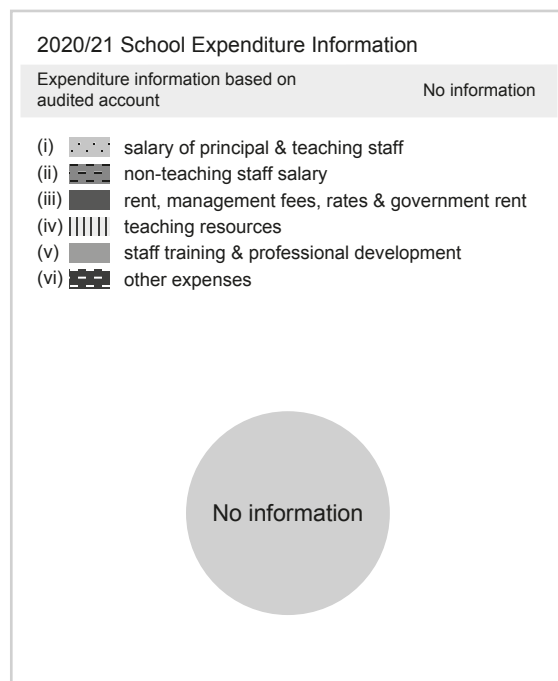 2020/21 School Expenditure Information
Expenditure information based on
audited account
No information
(i) salary of principal & teaching staff
(ii) non-teaching staff salary
(iii) rent, management fees, rates & government rent
(iv) teaching resources
(v) staff training & professional development
(vi) other expenses
No information